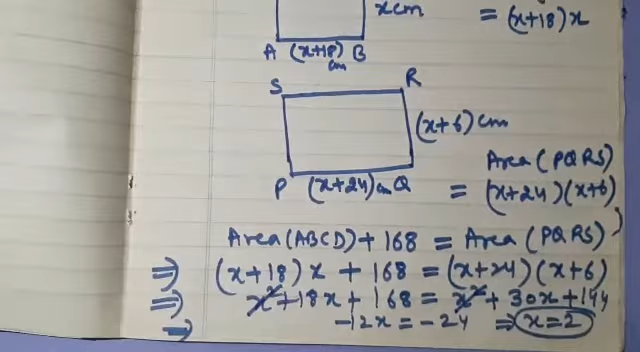 x cm
= (x+18)x
A (x+18) B
cm
S R
(x+6) cm
Area (PQRS)
P (x+24) cm Q
= (x+24)(x+6)
Area (ABCD) + 168 = Area (PQRS)
⇒ (x+18) x + 168 = (x+24) (x+6)
⇒ x² + 18x + 168 = x² + 30x + 144
⇒ -12x = -24 ⇒ x=2